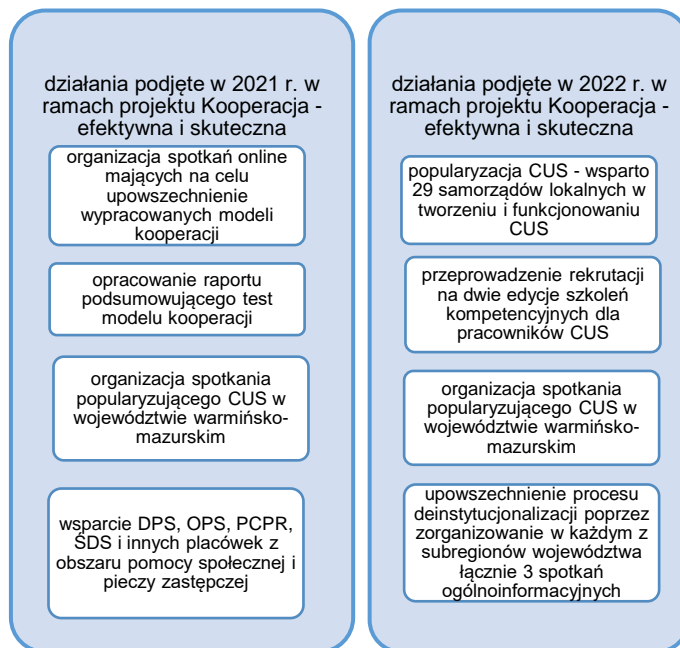 działania podjęte w 2021 r. w
ramach projektu Kooperacja -
efektywna i skuteczna
organizacja spotkań online
mających na celu
upowszechnienie
wypracowanych modeli
kooperacji
opracowanie raportu
podsumowującego test
modelu kooperacji
organizacja spotkania
popularyzującego CUS w
województwie warmińsko-
mazurskim
wsparcie DPS, OPS, PCPR,
ŚDS i innych placówek z
obszaru pomocy społecznej i
pieczy zastępczej
działania podjęte w 2022 r. w
ramach projektu Kooperacja -
efektywna i skuteczna
popularyzacja CUS - wsparto
29 samorządów lokalnych w
tworzeniu i funkcjonowaniu
CUS
przeprowadzenie rekrutacji
na dwie edycje szkoleń
kompetencyjnych dla
pracowników CUS
organizacja spotkania
popularyzującego CUS w
województwie warmińsko-
mazurskim
upowszechnienie procesu
deinstytucjonalizacji poprzez
zorganizowanie w każdym z
subregionów województwa
łącznie 3 spotkań
ogólnoinformacyjnych